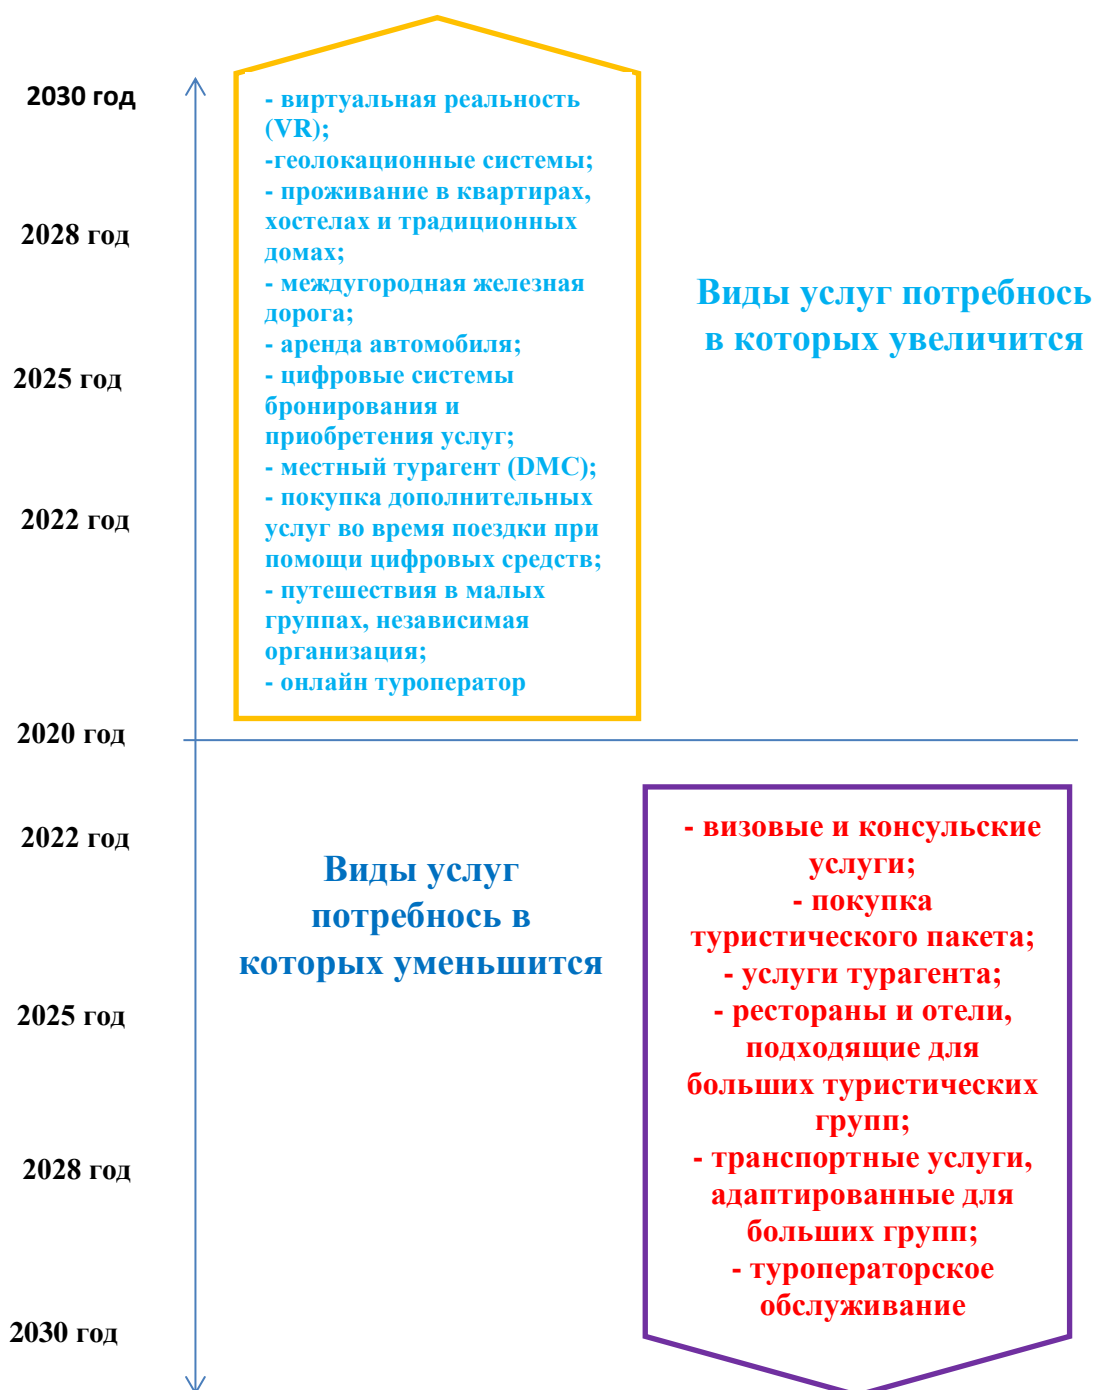 2030 год
- виртуальная реальность
(VR);
-геолокационные системы;
- проживание в квартирах,
хостелах и традиционных
домах;
- междугородная железная
дорога;
- аренда автомобиля;
- цифровые системы
бронирования и
приобретения услуг;
- местный турагент (DMC);
- покупка дополнительных
услуг во время поездки при
помощи цифровых средств;
- путешествия в малых
группах, независимая
организация;
- онлайн туроператор
2028 год
2025 год
2022 год
Виды услуг потребнось
в которых увеличится
2020 год
2022 год
2025 год
2028 год
2030 год
Виды услуг
потребнось в
которых уменьшится
- визовые и консульские
услуги;
- покупка
туристического пакета;
- услуги турагента;
- рестораны и отели,
подходящие для
больших туристических
групп;
- транспортные услуги,
адаптированные для
больших групп;
- туроператорское
обслуживание